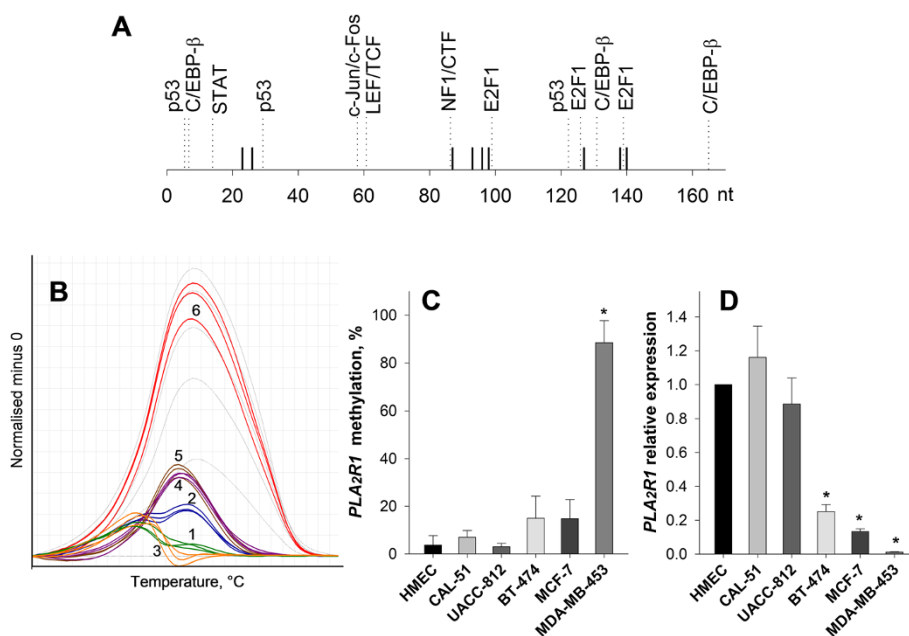 A
p53
C/EBP-β
STAT
p53
c-Jun/c-Fos
LEF/TCF
NF1/CTF
E2F1
p53
E2F1
C/EBP-β
E2F1
C/EBP-β
0 20 40 60 80 100 120 140 160 nt
B
Normalised minus 0
6
5
4
2
1
3
Temperature, °C
C
PLA2R1 methylation, %
100
80
60
40
20
0
*
HMEC
CAL-51
UACC-812
BT-474
MCF-7
MDA-MB-453
D
PLA2R1 relative expression
1.4
1.2
1.0
0.8
0.6
0.4
0.2
0.0
*
*
*
HMEC
CAL-51
UACC-812
BT-474
MCF-7
MDA-MB-453